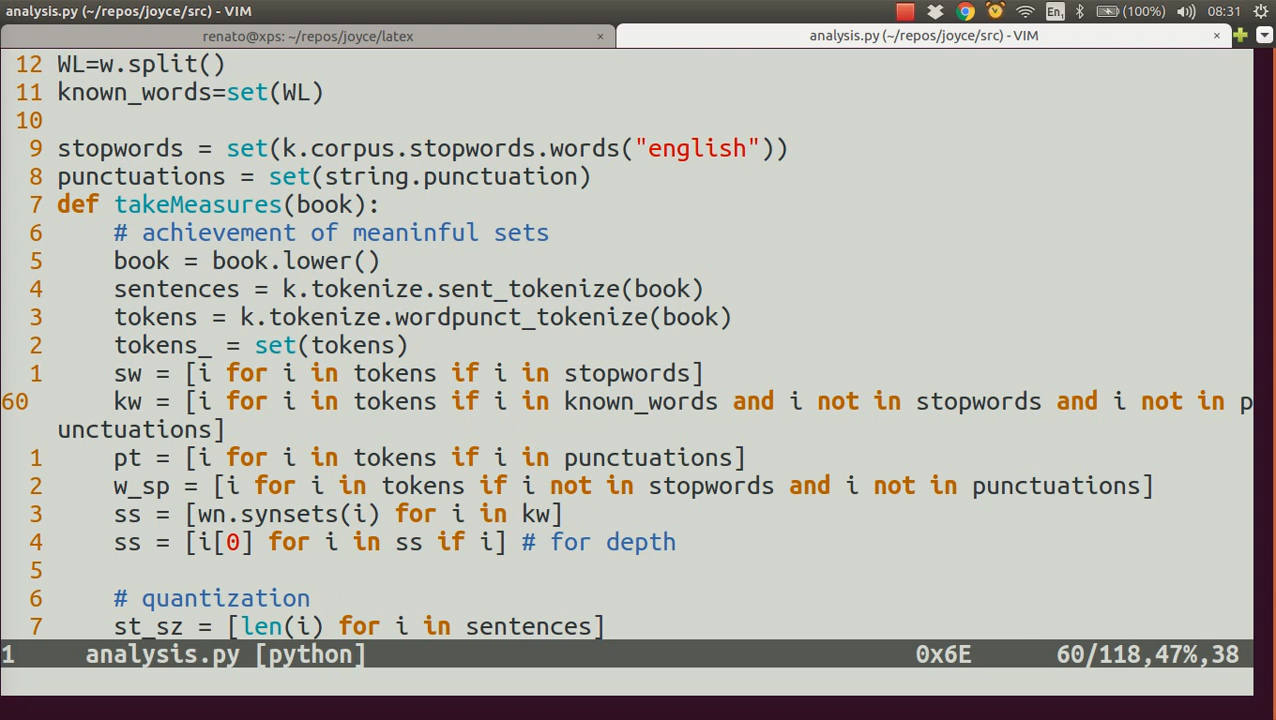 analysis.py (~/repos/joyce/src) - VIM
En1 (100%) 08:31
renato@xps: ~/repos/joyce/latex × analysis.py (~/repos/joyce/src) - VIM ×
12 WL=w.split()
11 known_words=set(WL)
10
9 stopwords = set(k.corpus.stopwords.words("english"))
8 punctuations = set(string.punctuation)
7 def takeMeasures(book):
6     # achievement of meaninful sets
5     book = book.lower()
4     sentences = k.tokenize.sent_tokenize(book)
3     tokens = k.tokenize.wordpunct_tokenize(book)
2     tokens_ = set(tokens)
1     sw = [i for i in tokens if i in stopwords]
60     kw = [i for i in tokens if i in known_words and i not in stopwords and i not in p
unctuations]
1     pt = [i for i in tokens if i in punctuations]
2     w_sp = [i for i in tokens if i not in stopwords and i not in punctuations]
3     ss = [wn.synsets(i) for i in kw]
4     ss = [i[0] for i in ss if i] # for depth
5
6     # quantization
7     st_sz = [len(i) for i in sentences]
1 analysis.py [python] 0x6E 60/118,47%,38